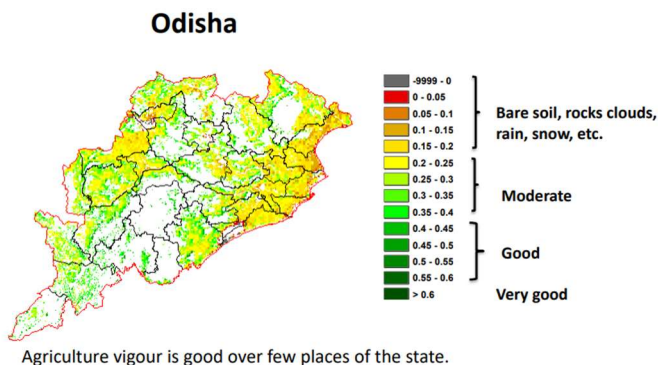 Odisha
-9999 - 0
0 - 0.05
0.05 - 0.1
0.1 - 0.15
0.15 - 0.2
0.2 - 0.25
0.25 - 0.3
0.3 - 0.35
0.35 - 0.4
0.4 - 0.45
0.45 - 0.5
0.5 - 0.55
0.55 - 0.6
> 0.6
Bare soil, rocks clouds,
rain, snow, etc.
Moderate
Good
Very good
Agriculture vigour is good over few places of the state.